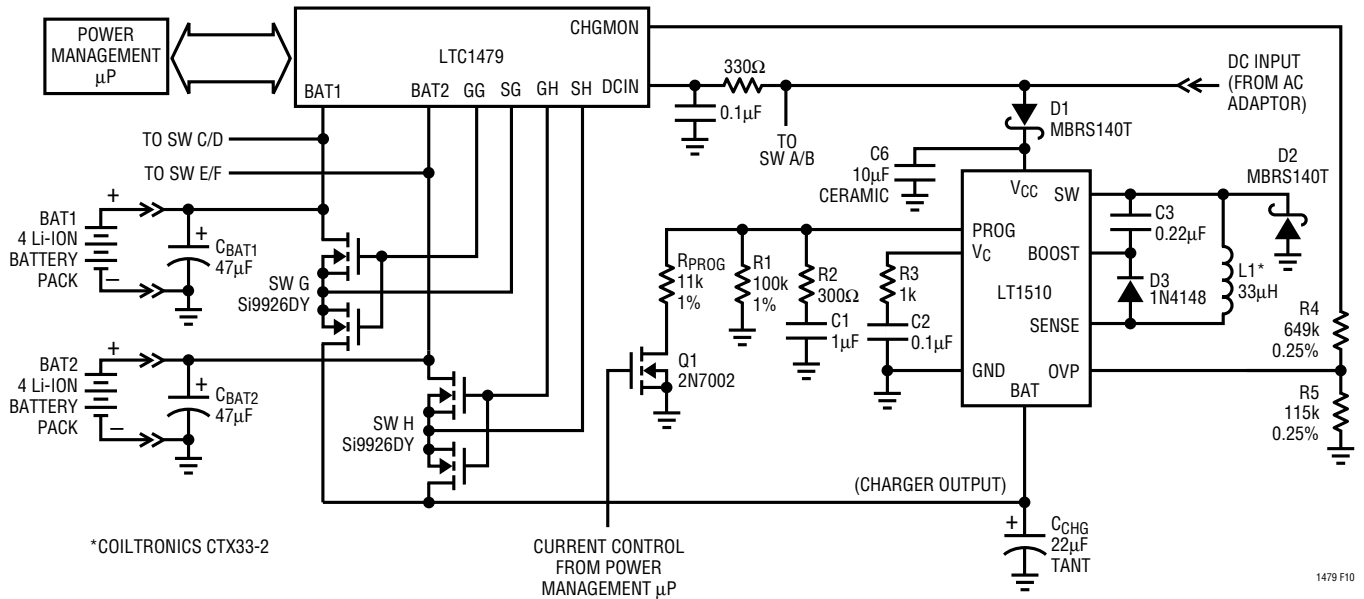 POWER
MANAGEMENT
µP
LTC1479
CHGMON
BAT1
BAT2
GG
SG
GH
SH
DCIN
330Ω
0.1µF
TO
SW A/B
DC INPUT
(FROM AC
ADAPTOR)
D1
MBRS140T
TO SW C/D
TO SW E/F
C6
10µF
CERAMIC
D2
MBRS140T
BAT1
4 Li-ION
BATTERY
PACK
+
–
+
CBAT1
47µF
SW G
Si9926DY
BAT2
4 Li-ION
BATTERY
PACK
+
–
+
CBAT2
47µF
SW H
Si9926DY
RPROG
11k
1%
R1
100k
1%
R2
300Ω
C1
1µF
R3
1k
C2
0.1µF
Q1
2N7002
VCC
SW
PROG
VC
BOOST
LT1510
SENSE
GND
OVP
BAT
C3
0.22µF
D3
1N4148
L1*
33µH
R4
649k
0.25%
R5
115k
0.25%
(CHARGER OUTPUT)
+
CCHG
22µF
TANT
*COILTRONICS CTX33-2
CURRENT CONTROL
FROM POWER
MANAGEMENT µP
1479 F10